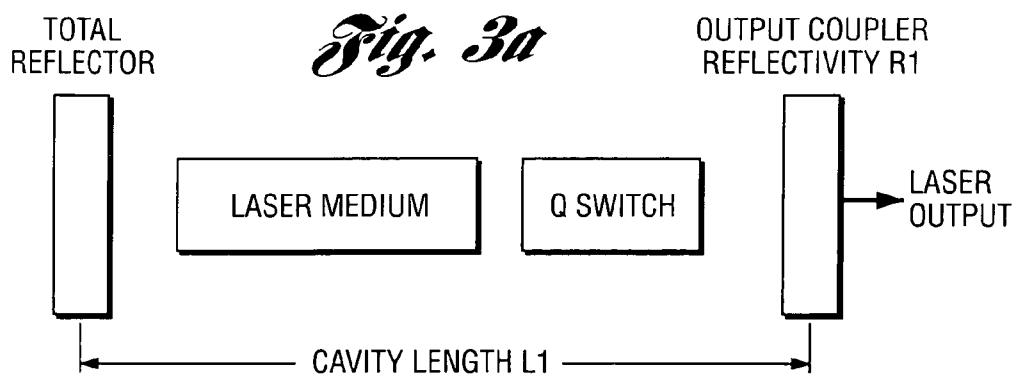 Fig. 3a
TOTAL
REFLECTOR
OUTPUT COUPLER
REFLECTIVITY R1
LASER MEDIUM
Q SWITCH
LASER
OUTPUT
CAVITY LENGTH L1